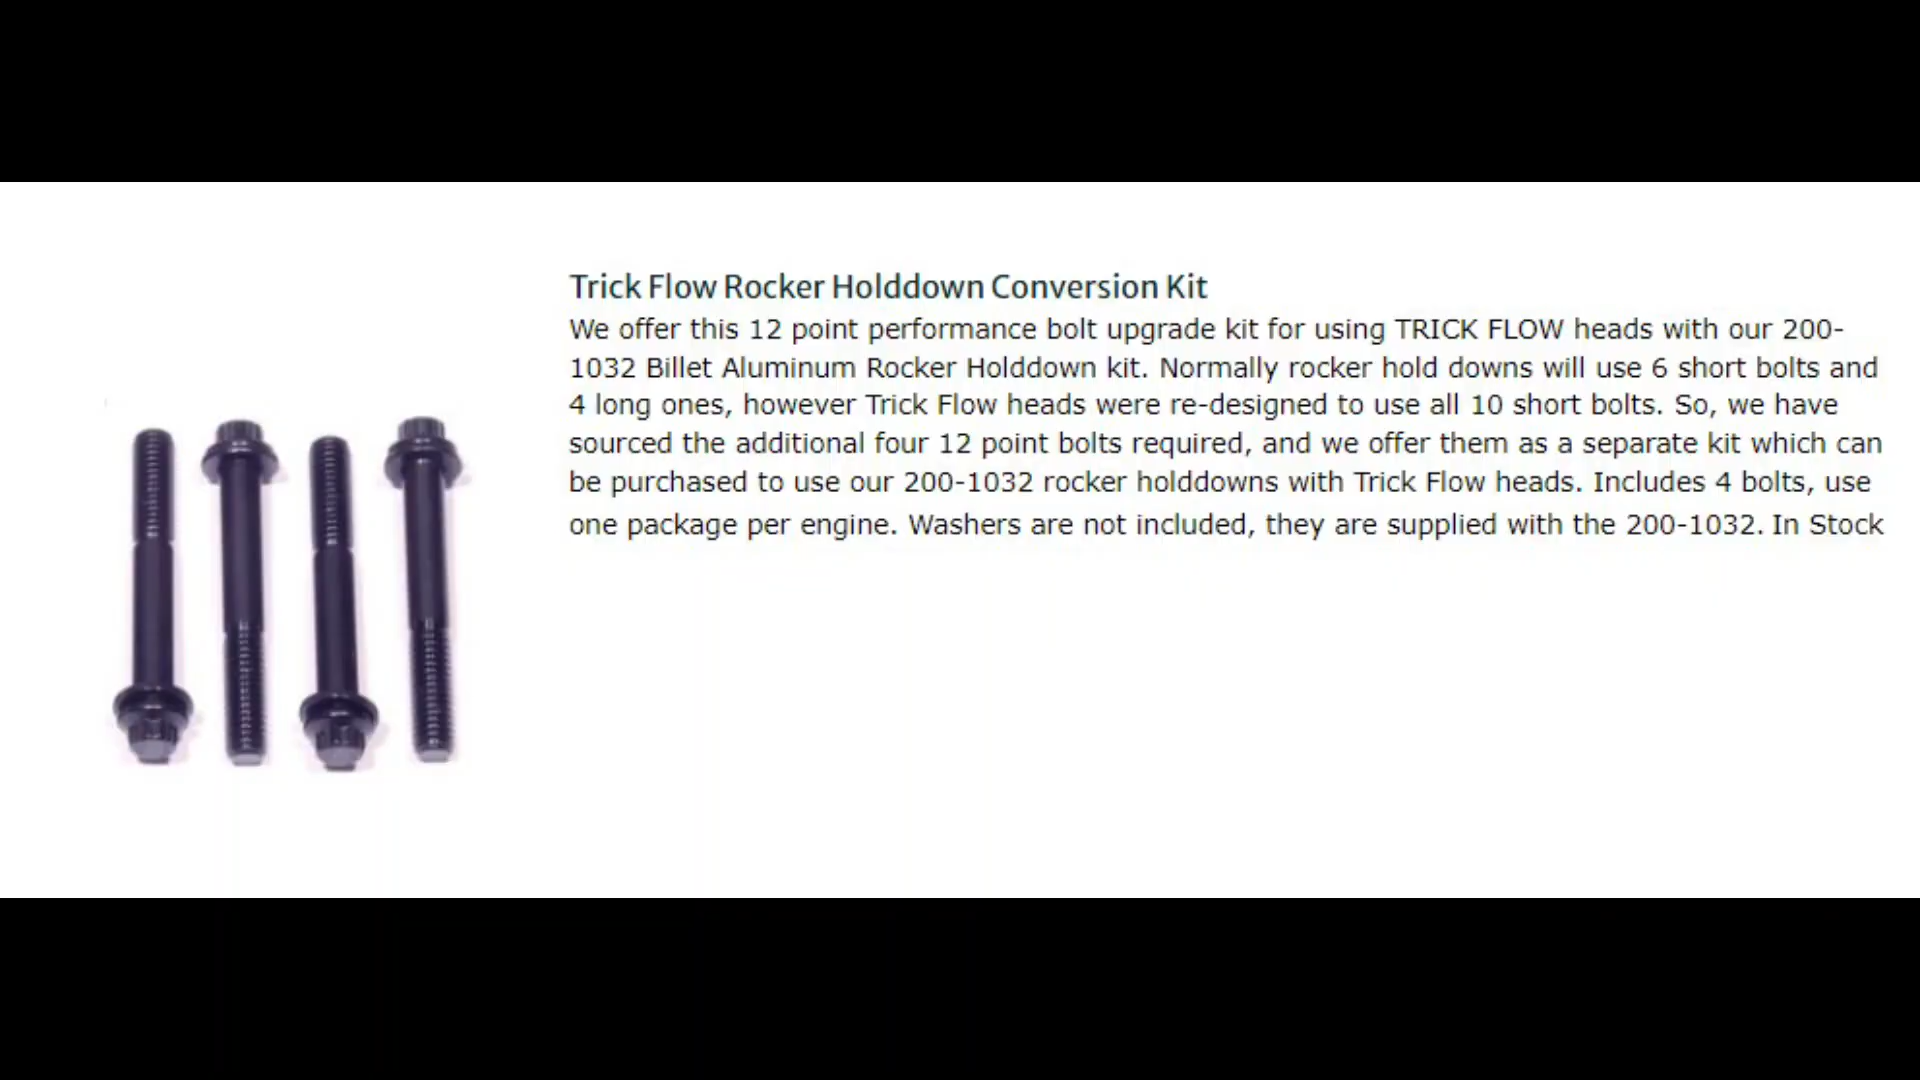 Trick Flow Rocker Holddown Conversion Kit
We offer this 12 point performance bolt upgrade kit for using TRICK FLOW heads with our 200-
1032 Billet Aluminum Rocker Holddown kit. Normally rocker hold downs will use 6 short bolts and
4 long ones, however Trick Flow heads were re-designed to use all 10 short bolts. So, we have
sourced the additional four 12 point bolts required, and we offer them as a separate kit which can
be purchased to use our 200-1032 rocker holddowns with Trick Flow heads. Includes 4 bolts, use
one package per engine. Washers are not included, they are supplied with the 200-1032. In Stock